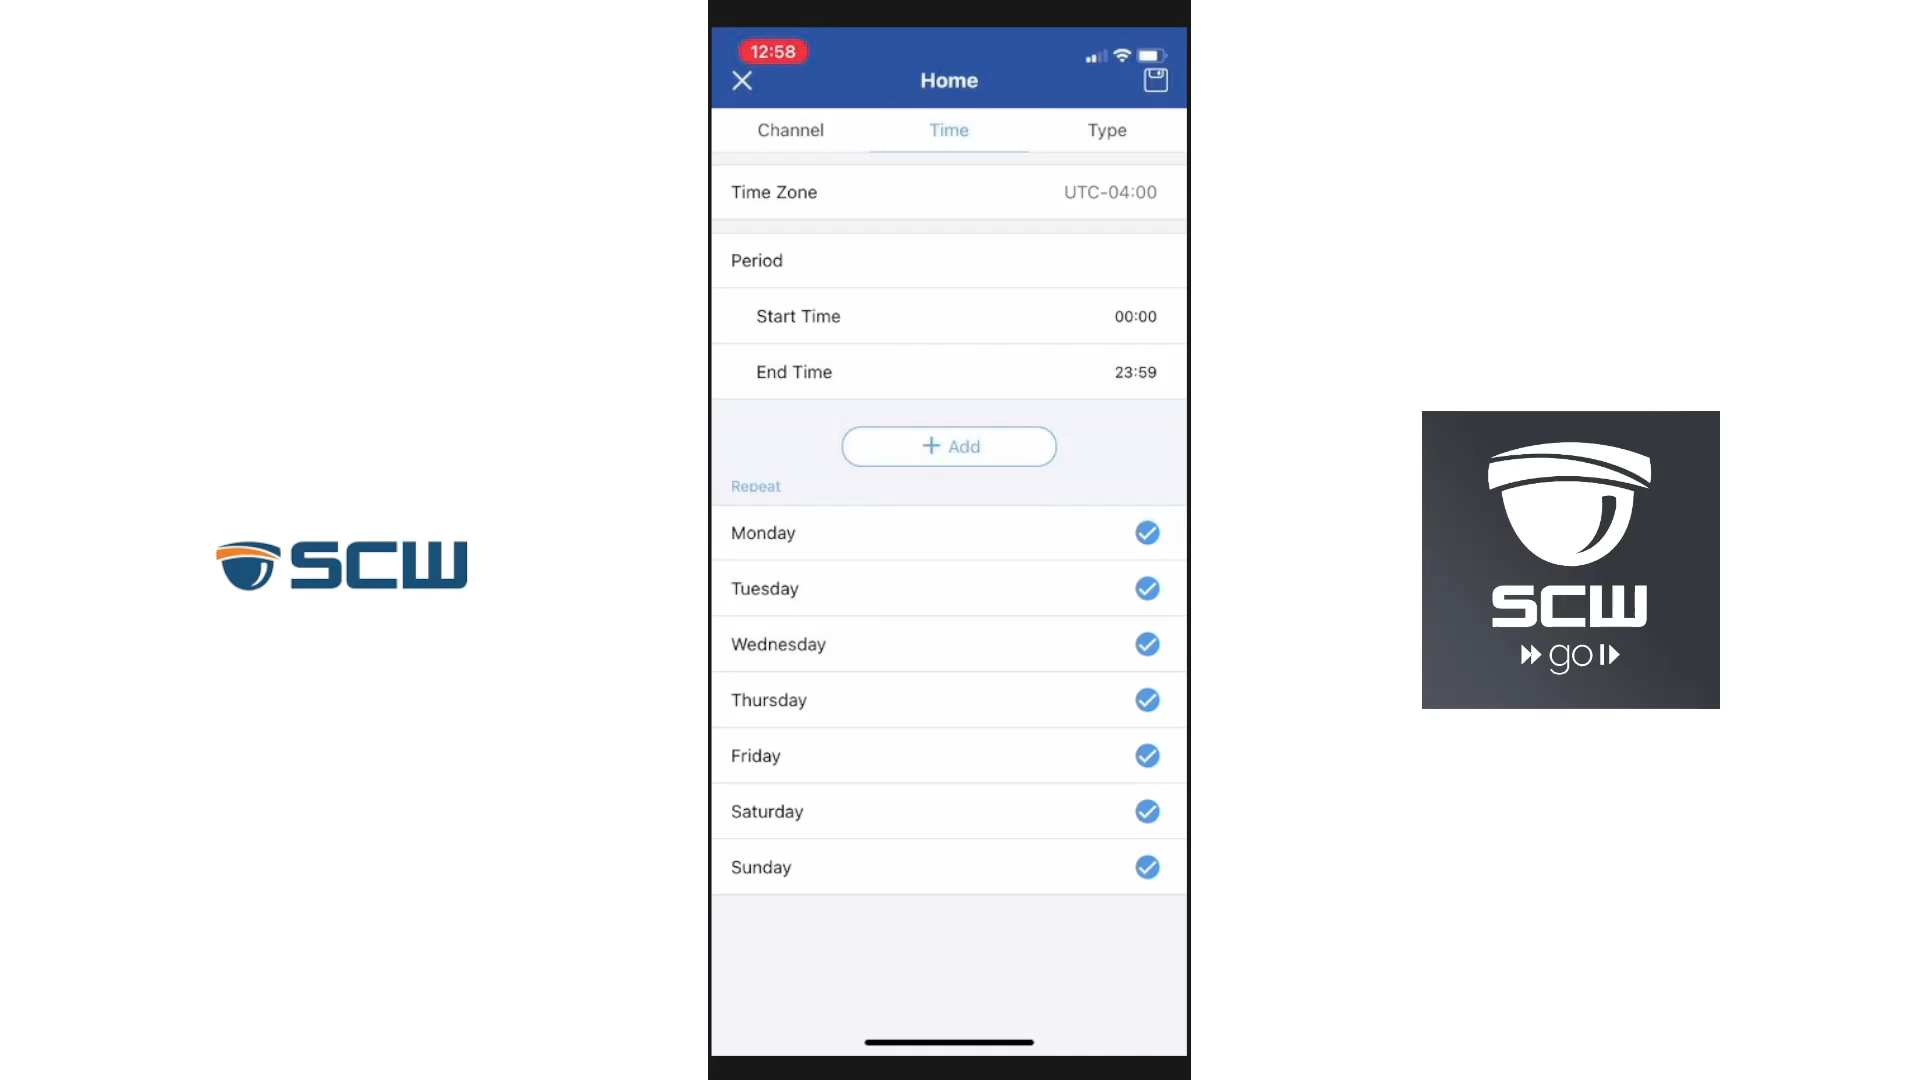 12:58
Home
Channel Time Type
Time Zone UTC-04:00
Period
Start Time 00:00
End Time 23:59
+ Add
Repeat
Monday
Tuesday
Wednesday
Thursday
Friday
Saturday
Sunday
SCW
SCW
go